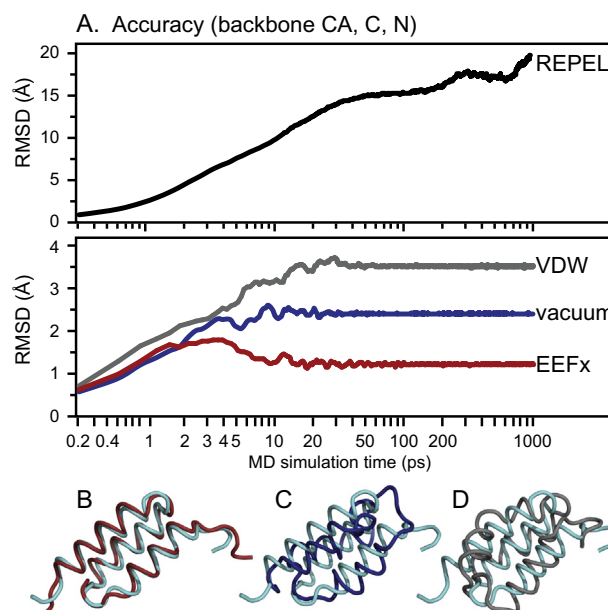 A. Accuracy (backbone CA, C, N)
20
15
10
5
0
RMSD (Å)
REPEL
4
3
2
1
0
RMSD (Å)
VDW
vacuum
EEFx
0.2 0.4 1 2 3 4 5 10 20 50 100 200 1000
MD simulation time (ps)
B C D